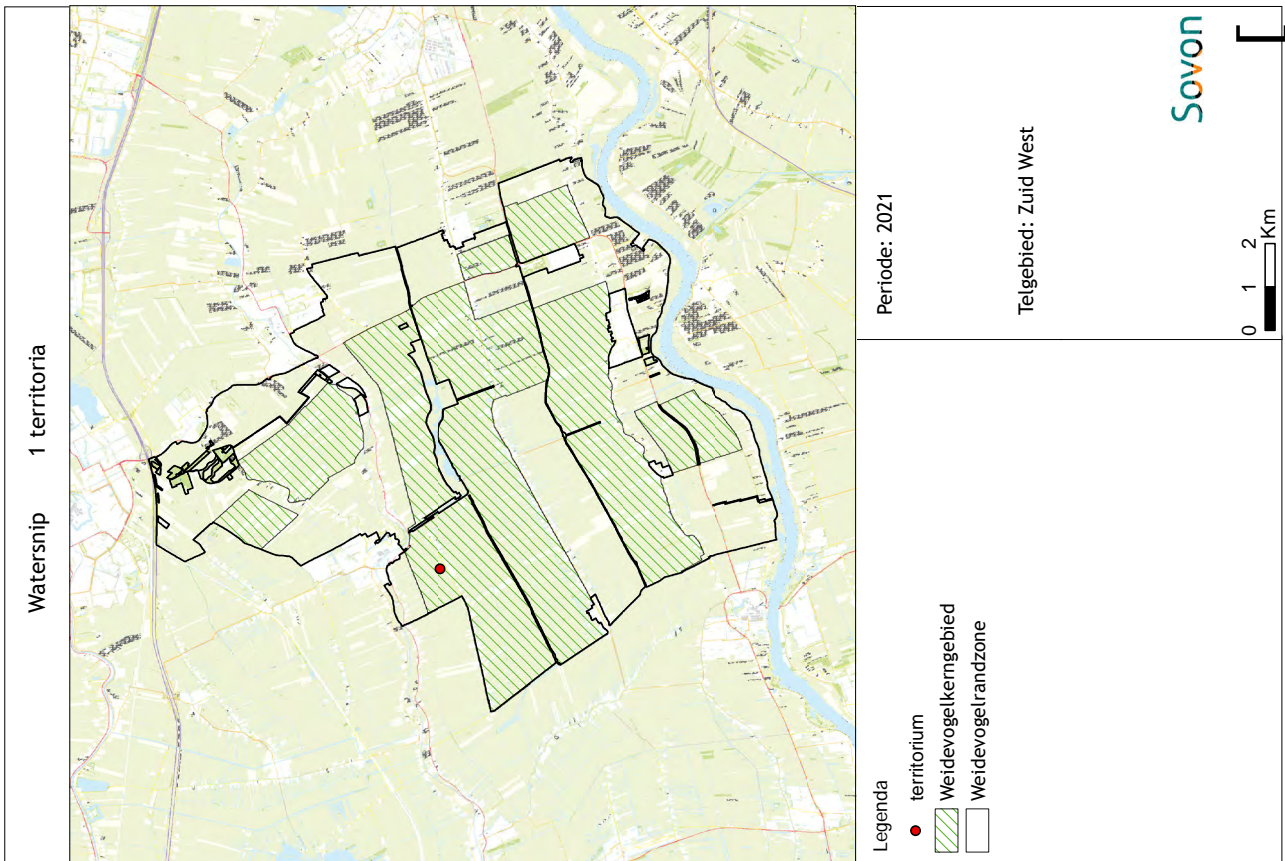 Watersnip 1 territoria
Legenda
territorium
Weidevogelkerngebied
Weidevogelrandzone
Periode: 2021
Telgebied: Zuid West
0 1 2 Km
Sovon